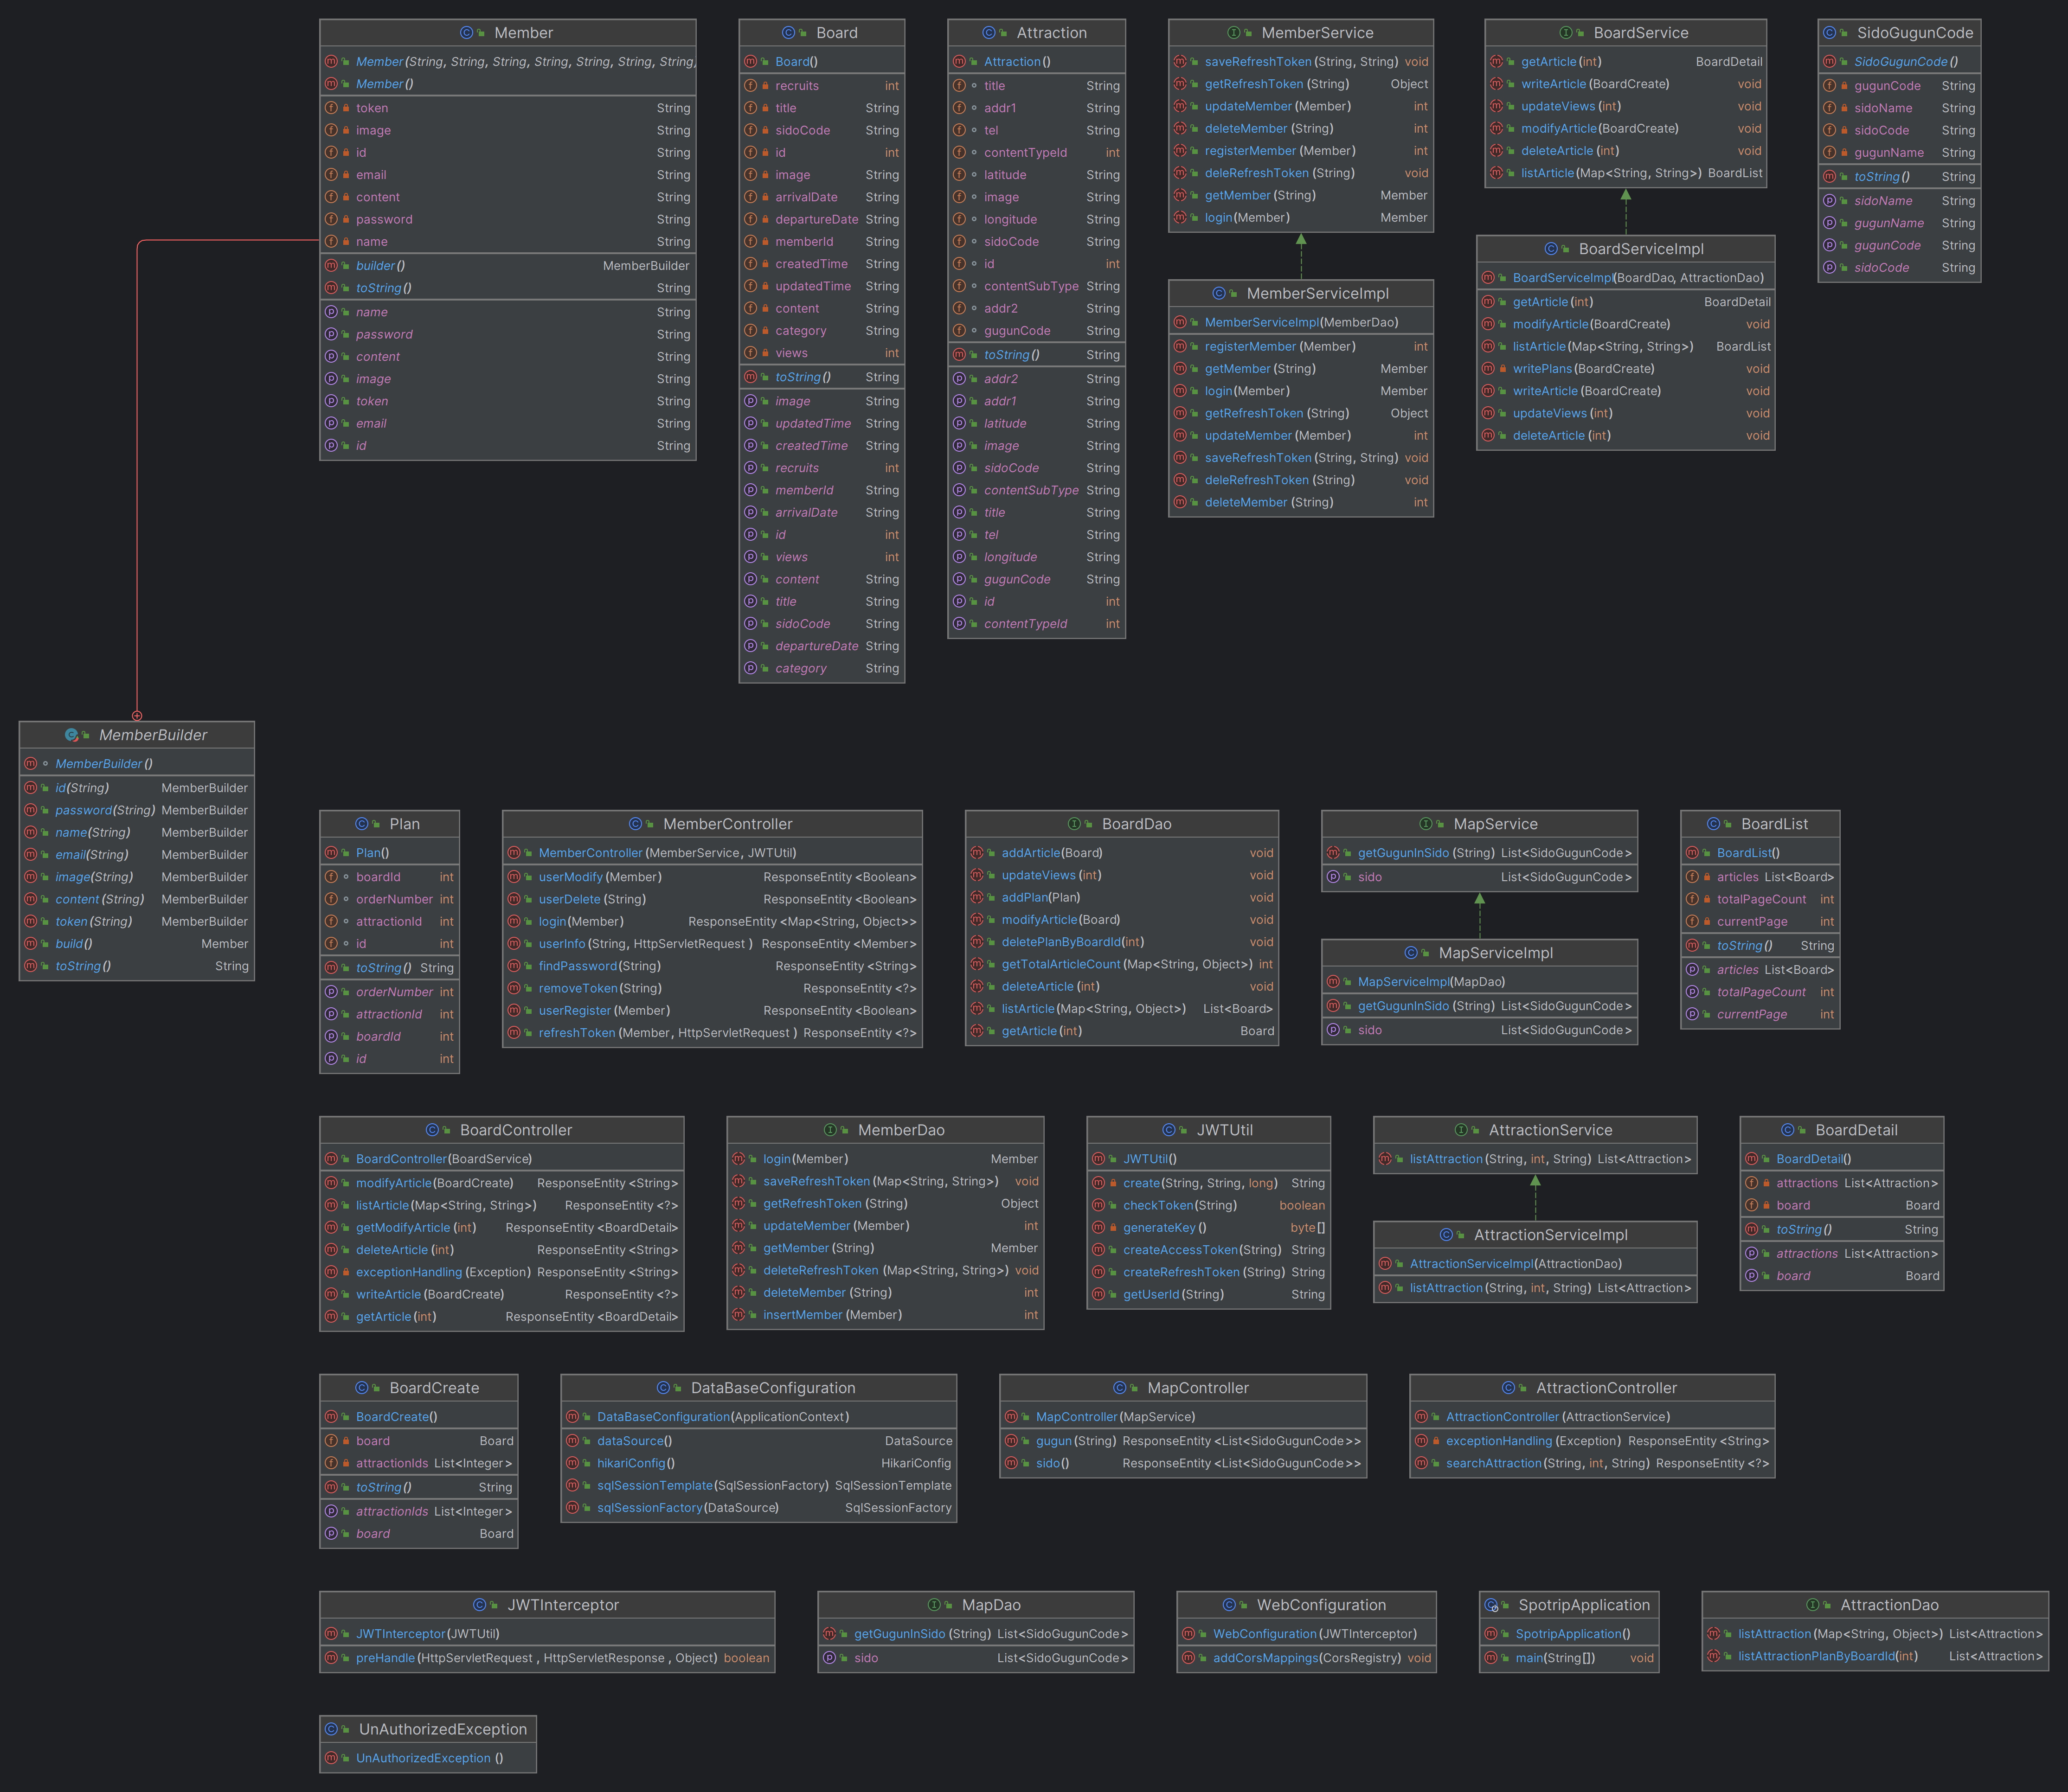 Member
Member(String, String, String, String, String, String, String,
Member()
token String
image String
id String
email String
content String
password String
name String
builder() MemberBuilder
toString() String
name String
password String
content String
image String
token String
email String
id String
Board
Board()
recruits int
title String
sidoCode String
id int
image String
arrivalDate String
departureDate String
memberId String
createdTime String
updatedTime String
content String
category String
views int
toString() String
image String
updatedTime String
createdTime String
recruits int
memberId String
arrivalDate String
id int
views int
content String
title String
sidoCode String
departureDate String
category String
Attraction
Attraction()
title String
addr1 String
tel String
contentTypeId int
latitude String
image String
longitude String
sidoCode String
id int
contentSubType String
addr2 String
gugunCode String
toString() String
addr2 String
addr1 String
latitude String
image String
sidoCode String
contentSubType String
title String
tel String
longitude String
gugunCode String
id int
contentTypeId int
MemberService
saveRefreshToken(String, String) void
getRefreshToken(String) Object
updateMember(Member) int
deleteMember(String) int
registerMember(Member) int
deleRefreshToken(String) void
getMember(String) Member
login(Member) Member
MemberServiceImpl
MemberServiceImpl(MemberDao)
registerMember(Member) int
getMember(String) Member
login(Member) Member
getRefreshToken(String) Object
updateMember(Member) int
saveRefreshToken(String, String) void
deleRefreshToken(String) void
deleteMember(String) int
BoardService
getArticle(int) BoardDetail
writeArticle(BoardCreate) void
updateViews(int) void
modifyArticle(BoardCreate) void
deleteArticle(int) void
listArticle(Map<String, String>) BoardList
BoardServiceImpl
BoardServiceImpl(BoardDao, AttractionDao)
getArticle(int) BoardDetail
modifyArticle(BoardCreate) void
listArticle(Map<String, String>) BoardList
writePlans(BoardCreate) void
writeArticle(BoardCreate) void
updateViews(int) void
deleteArticle(int) void
SidoGugunCode
SidoGugunCode()
gugunCode String
sidoName String
sidoCode String
gugunName String
toString() String
sidoName String
gugunName String
gugunCode String
sidoCode String
MemberBuilder
MemberBuilder()
id(String) MemberBuilder
password(String) MemberBuilder
name(String) MemberBuilder
email(String) MemberBuilder
image(String) MemberBuilder
content(String) MemberBuilder
token(String) MemberBuilder
build() Member
toString() String
Plan
Plan()
boardId int
orderNumber int
attractionId int
id int
toString() String
orderNumber int
attractionId int
boardId int
id int
MemberController
MemberController(MemberService, JWTUtil)
userModify(Member) ResponseEntity<Boolean>
userDelete(String) ResponseEntity<Boolean>
login(Member) ResponseEntity<Map<String, Object>>
userInfo(String, HttpServletRequest) ResponseEntity<Member>
findPassword(String) ResponseEntity<String>
removeToken(String) ResponseEntity<?>
userRegister(Member) ResponseEntity<Boolean>
refreshToken(Member, HttpServletRequest) ResponseEntity<?>
BoardDao
addArticle(Board) void
updateViews(int) void
addPlan(Plan) void
modifyArticle(Board) void
deletePlanByBoardId(int) void
getTotalArticleCount(Map<String, Object>) int
deleteArticle(int) void
listArticle(Map<String, Object>) List<Board>
getArticle(int) Board
MapService
getGugunInSido(String) List<SidoGugunCode>
sido List<SidoGugunCode>
MapServiceImpl
MapServiceImpl(MapDao)
getGugunInSido(String) List<SidoGugunCode>
sido List<SidoGugunCode>
BoardList
BoardList()
articles List<Board>
totalPageCount int
currentPage int
toString() String
articles List<Board>
totalPageCount int
currentPage int
BoardController
BoardController(BoardService)
modifyArticle(BoardCreate) ResponseEntity<String>
listArticle(Map<String, String>) ResponseEntity<?>
getModifyArticle(int) ResponseEntity<BoardDetail>
deleteArticle(int) ResponseEntity<String>
exceptionHandling(Exception) ResponseEntity<String>
writeArticle(BoardCreate) ResponseEntity<?>
getArticle(int) ResponseEntity<BoardDetail>
MemberDao
login(Member) Member
saveRefreshToken(Map<String, String>) void
getRefreshToken(String) Object
updateMember(Member) int
getMember(String) Member
deleteRefreshToken(Map<String, String>) void
deleteMember(String) int
insertMember(Member) int
JWTUtil
JWTUtil()
create(String, String, long) String
checkToken(String) boolean
generateKey() byte[]
createAccessToken(String) String
createRefreshToken(String) String
getUserId(String) String
AttractionService
listAttraction(String, int, String) List<Attraction>
AttractionServiceImpl
AttractionServiceImpl(AttractionDao)
listAttraction(String, int, String) List<Attraction>
BoardDetail
BoardDetail()
attractions List<Attraction>
board Board
toString() String
attractions List<Attraction>
board Board
BoardCreate
BoardCreate()
board Board
attractionIds List<Integer>
toString() String
attractionIds List<Integer>
board Board
DataBaseConfiguration
DataBaseConfiguration(ApplicationContext)
dataSource() DataSource
hikariConfig() HikariConfig
sqlSessionTemplate(SqlSessionFactory) SqlSessionTemplate
sqlSessionFactory(DataSource) SqlSessionFactory
MapController
MapController(MapService)
gugun(String) ResponseEntity<List<SidoGugunCode>>
sido() ResponseEntity<List<SidoGugunCode>>
AttractionController
AttractionController(AttractionService)
exceptionHandling(Exception) ResponseEntity<String>
searchAttraction(String, int, String) ResponseEntity<?>
JWTInterceptor
JWTInterceptor(JWTUtil)
preHandle(HttpServletRequest, HttpServletResponse, Object) boolean
MapDao
getGugunInSido(String) List<SidoGugunCode>
sido List<SidoGugunCode>
WebConfiguration
WebConfiguration(JWTInterceptor)
addCorsMappings(CorsRegistry) void
SpotripApplication
SpotripApplication()
main(String[]) void
AttractionDao
listAttraction(Map<String, Object>) List<Attraction>
listAttractionPlanByBoardId(int) List<Attraction>
UnAuthorizedException
UnAuthorizedException()